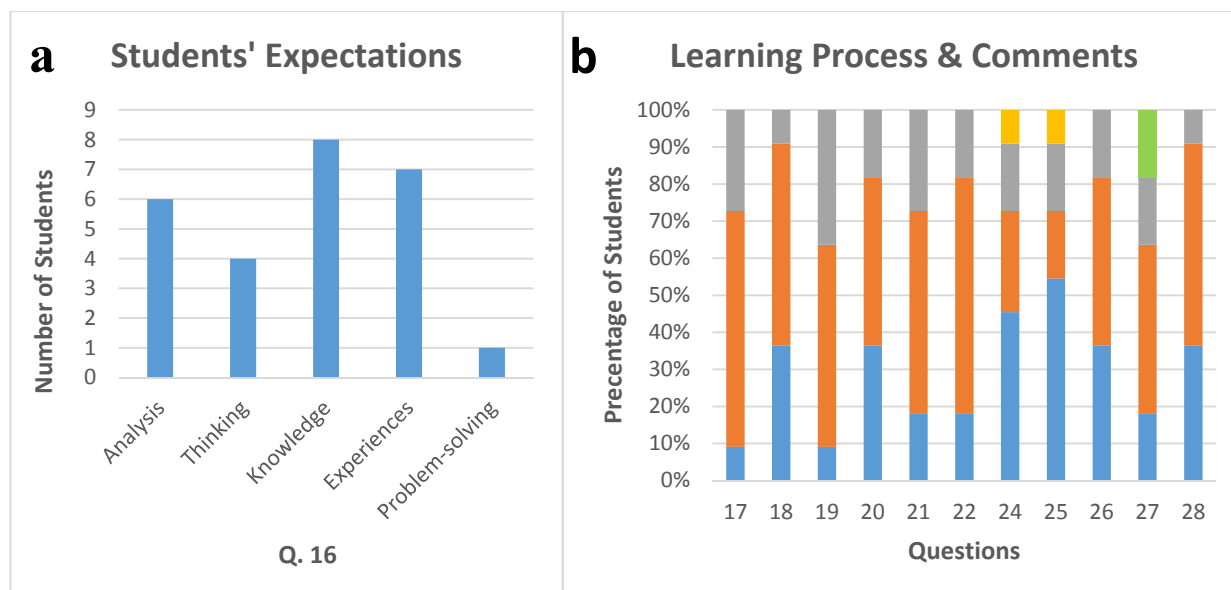 a
Students' Expectations
9
8
7
6
5
4
3
2
1
0
Number of Students
Analysis
Thinking
Knowledge
Experiences
Problem-solving
Q. 16
b
Learning Process & Comments
100%
90%
80%
70%
60%
50%
40%
30%
20%
10%
0%
Precentage of Students
17 18 19 20 21 22 24 25 26 27 28
Questions